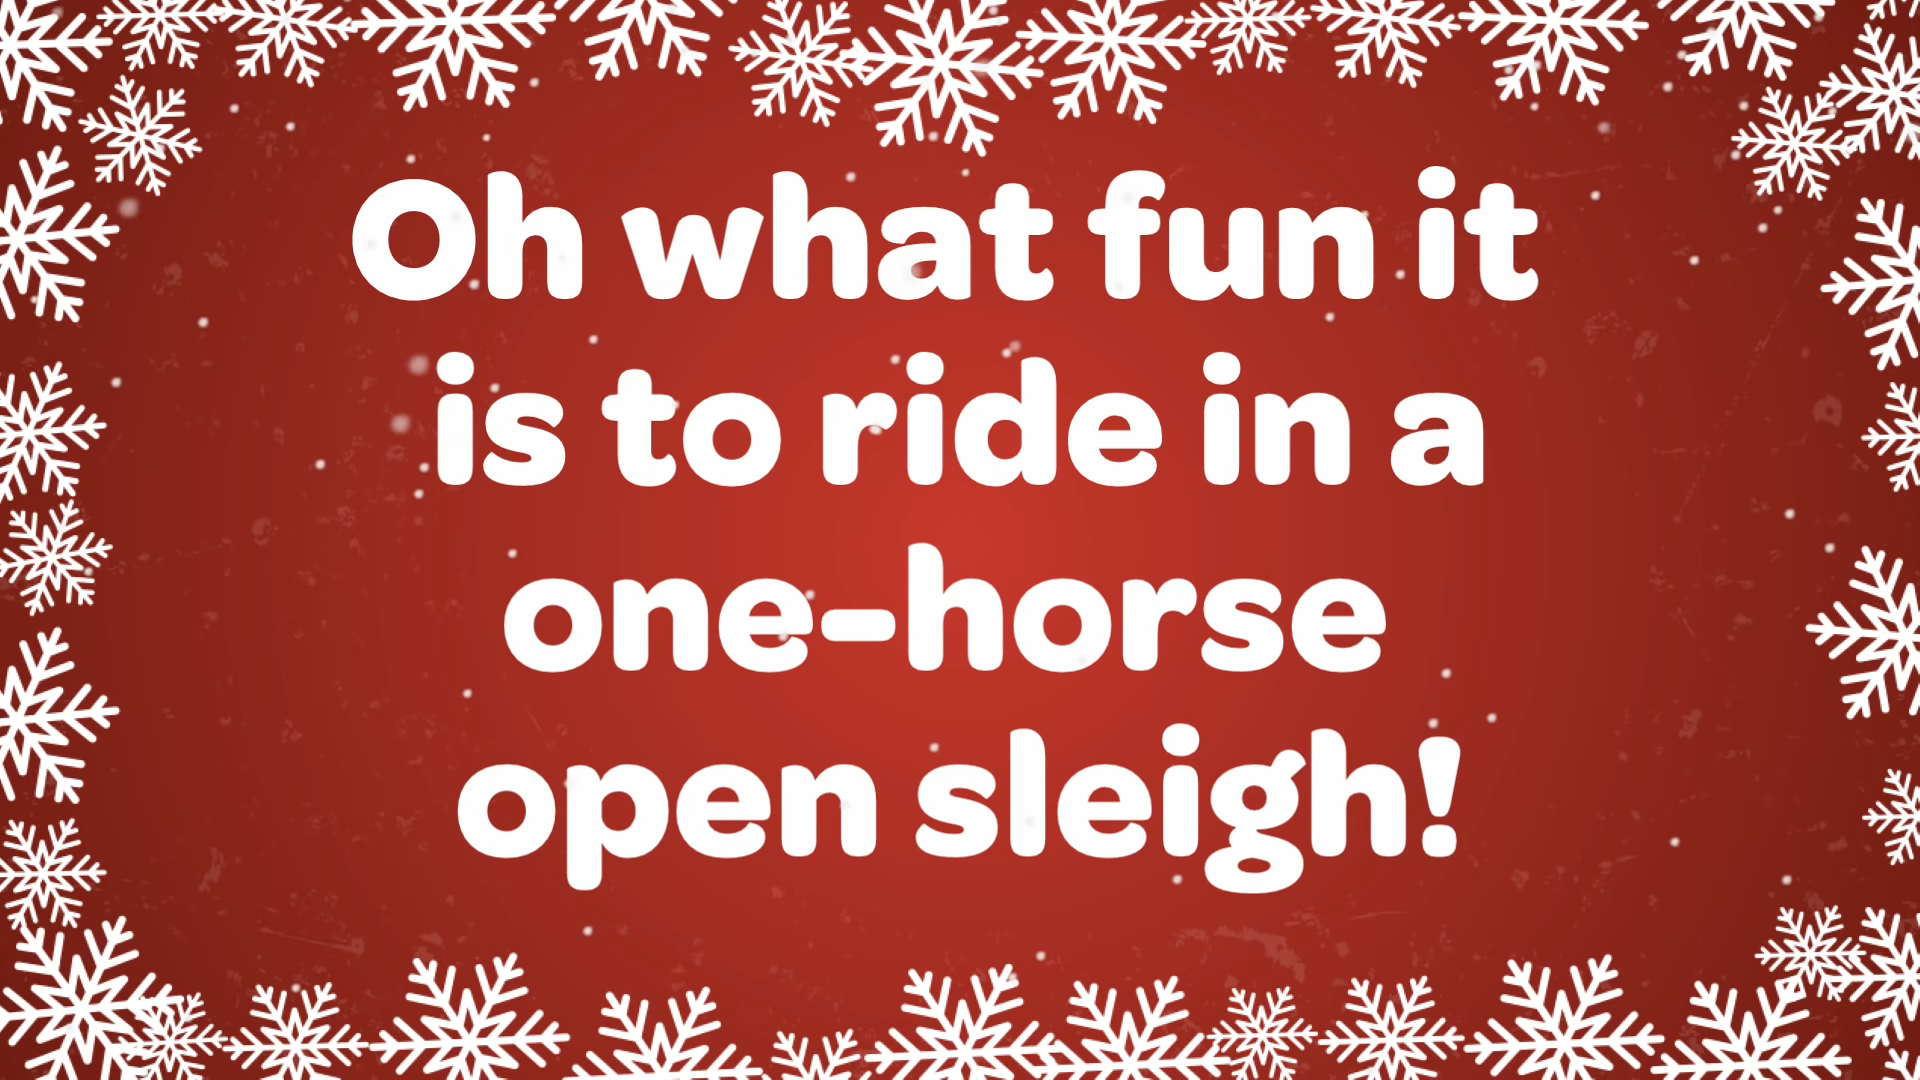 Oh what fun it
is to ride in a
one-horse
open sleigh!